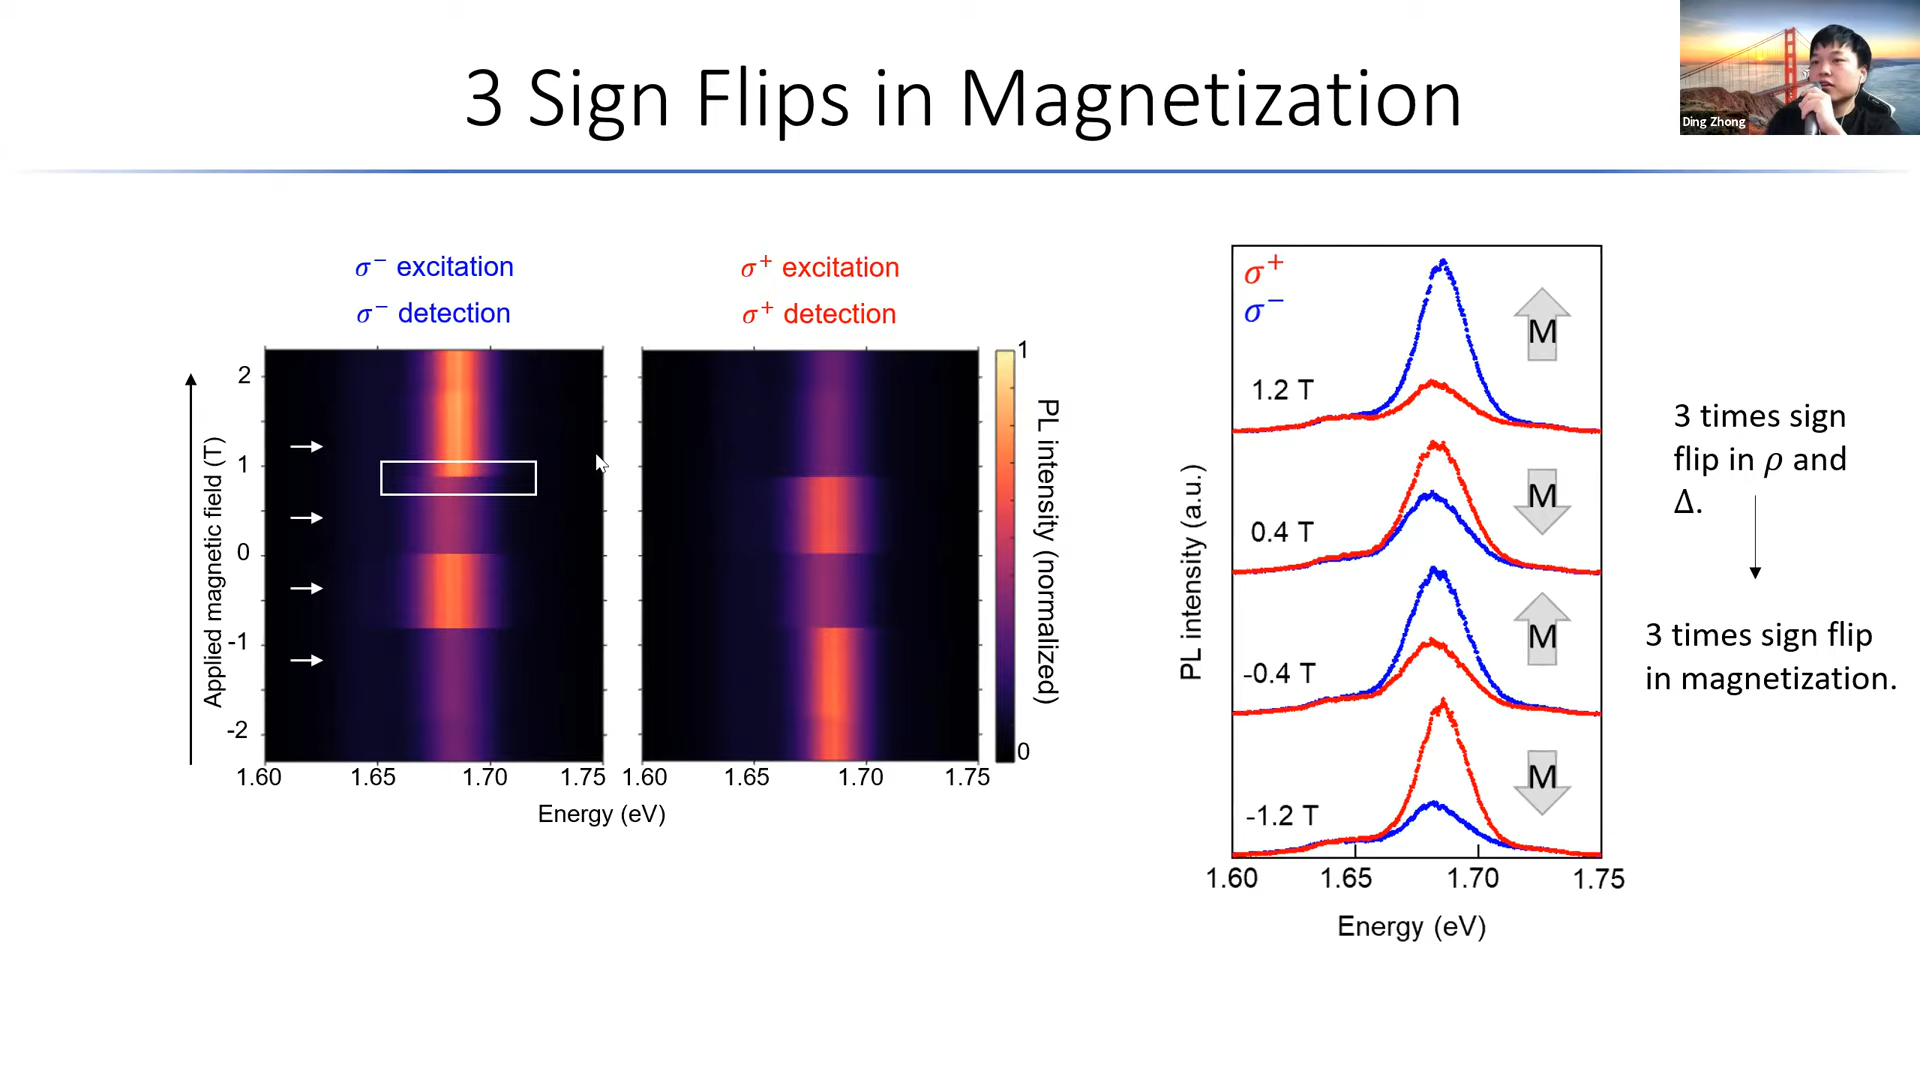 3 Sign Flips in Magnetization
Ding Zhong
σ⁻ excitation
σ⁻ detection
σ⁺ excitation
σ⁺ detection
Applied magnetic field (T)
2
1
0
-1
-2
1.60
1.65
1.70
1.75
1.60
1.65
1.70
1.75
Energy (eV)
1
0
PL intensity (normalized)
PL intensity (a.u.)
σ⁺
σ⁻
M
1.2 T
M
0.4 T
M
-0.4 T
M
-1.2 T
1.60
1.65
1.70
1.75
Energy (eV)
3 times sign
flip in ρ and
Δ.
3 times sign flip
in magnetization.